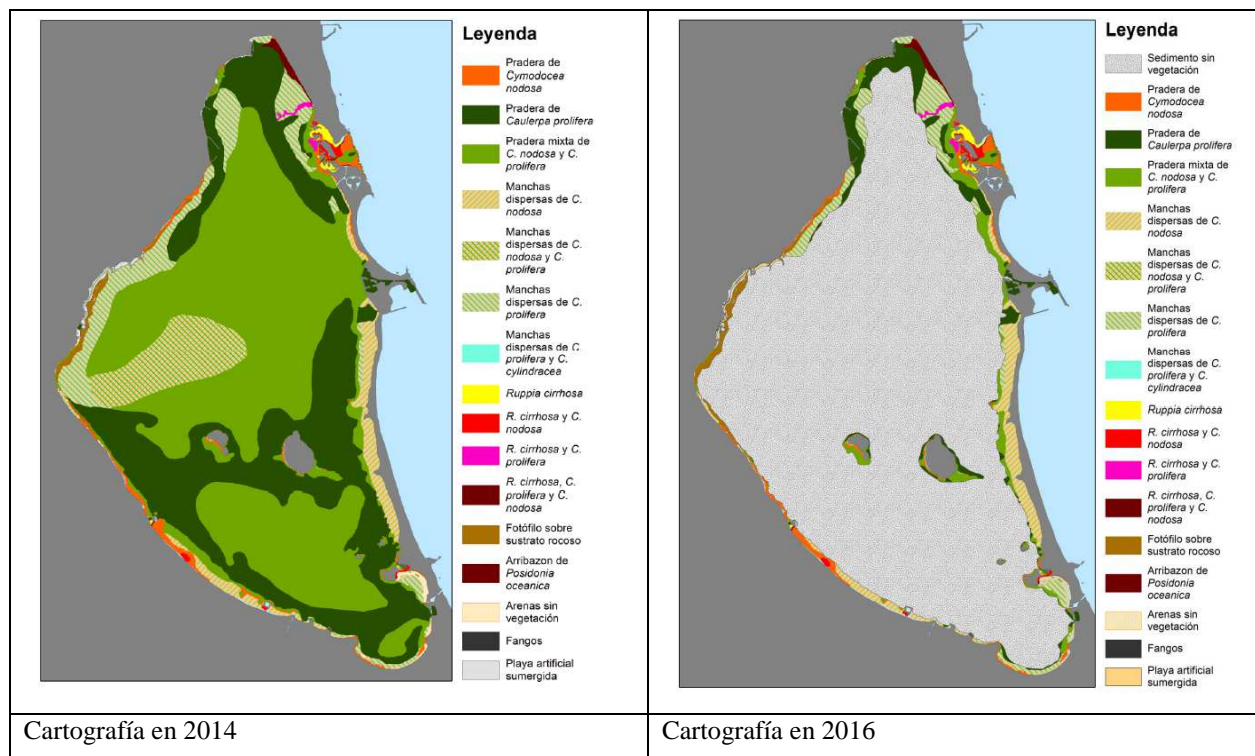 Leyenda
Pradera de
Cymodocea
nodosa
Pradera de
Caulerpa prolifera
Pradera mixta de
C. nodosa y C.
prolifera
Manchas
dispersas de C.
nodosa
Manchas
dispersas de C.
nodosa y C.
prolifera
Manchas
dispersas de C.
prolifera
Manchas
dispersas de C.
prolifera y C.
cylindracea
Ruppia cirrhosa
R. cirrhosa y C.
nodosa
R. cirrhosa y C.
prolifera
R. cirrhosa, C.
prolifera y C.
nodosa
Fotófilo sobre
sustrato rocoso
Arribazon de
Posidonia
oceanica
Arenas sin
vegetación
Fangos
Playa artificial
sumergida
Cartografía en 2014
Leyenda
Sedimento sin
vegetación
Pradera de
Cymodocea
nodosa
Pradera de
Caulerpa prolifera
Pradera mixta de
C. nodosa y C.
prolifera
Manchas
dispersas de C.
nodosa
Manchas
dispersas de C.
nodosa y C.
prolifera
Manchas
dispersas de C.
prolifera
Manchas
dispersas de C.
prolifera y C.
cylindracea
Ruppia cirrhosa
R. cirrhosa y C.
nodosa
R. cirrhosa y C.
prolifera
R. cirrhosa, C.
prolifera y C.
nodosa
Fotófilo sobre
sustrato rocoso
Arribazon de
Posidonia
oceanica
Arenas sin
vegetación
Fangos
Playa artificial
sumergida
Cartografía en 2016